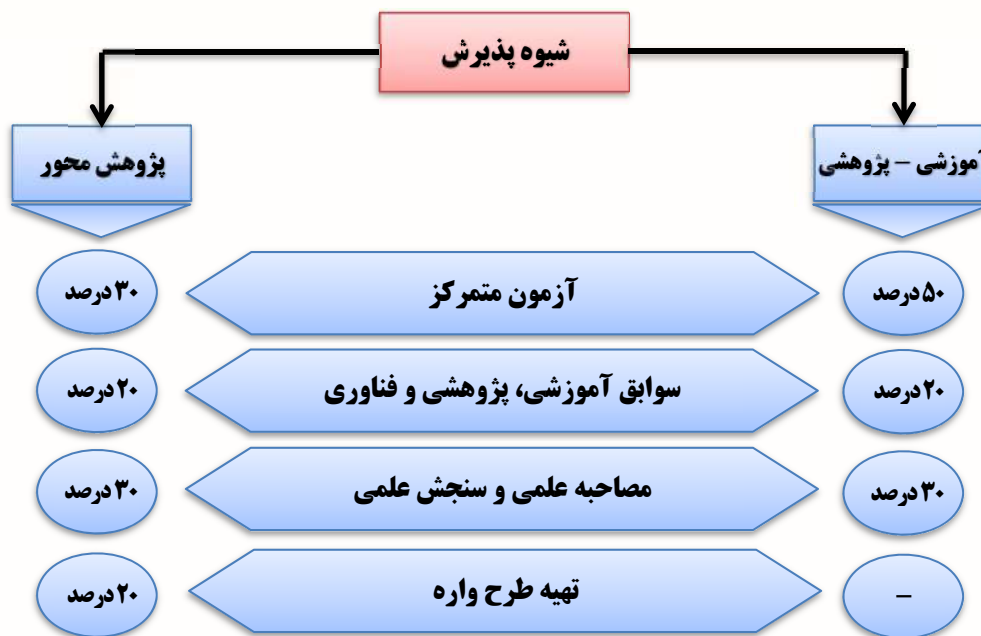 شیوه پذیرش
آموزشی – پژوهشی
پژوهش محور
۵۰ درصد
آزمون متمرکز
۳۰ درصد
۲۰ درصد
سوابق آموزشی، پژوهشی و فناوری
۲۰ درصد
۳۰ درصد
مصاحبه علمی و سنجش علمی
۳۰ درصد
–
تهیه طرح واره
۲۰ درصد